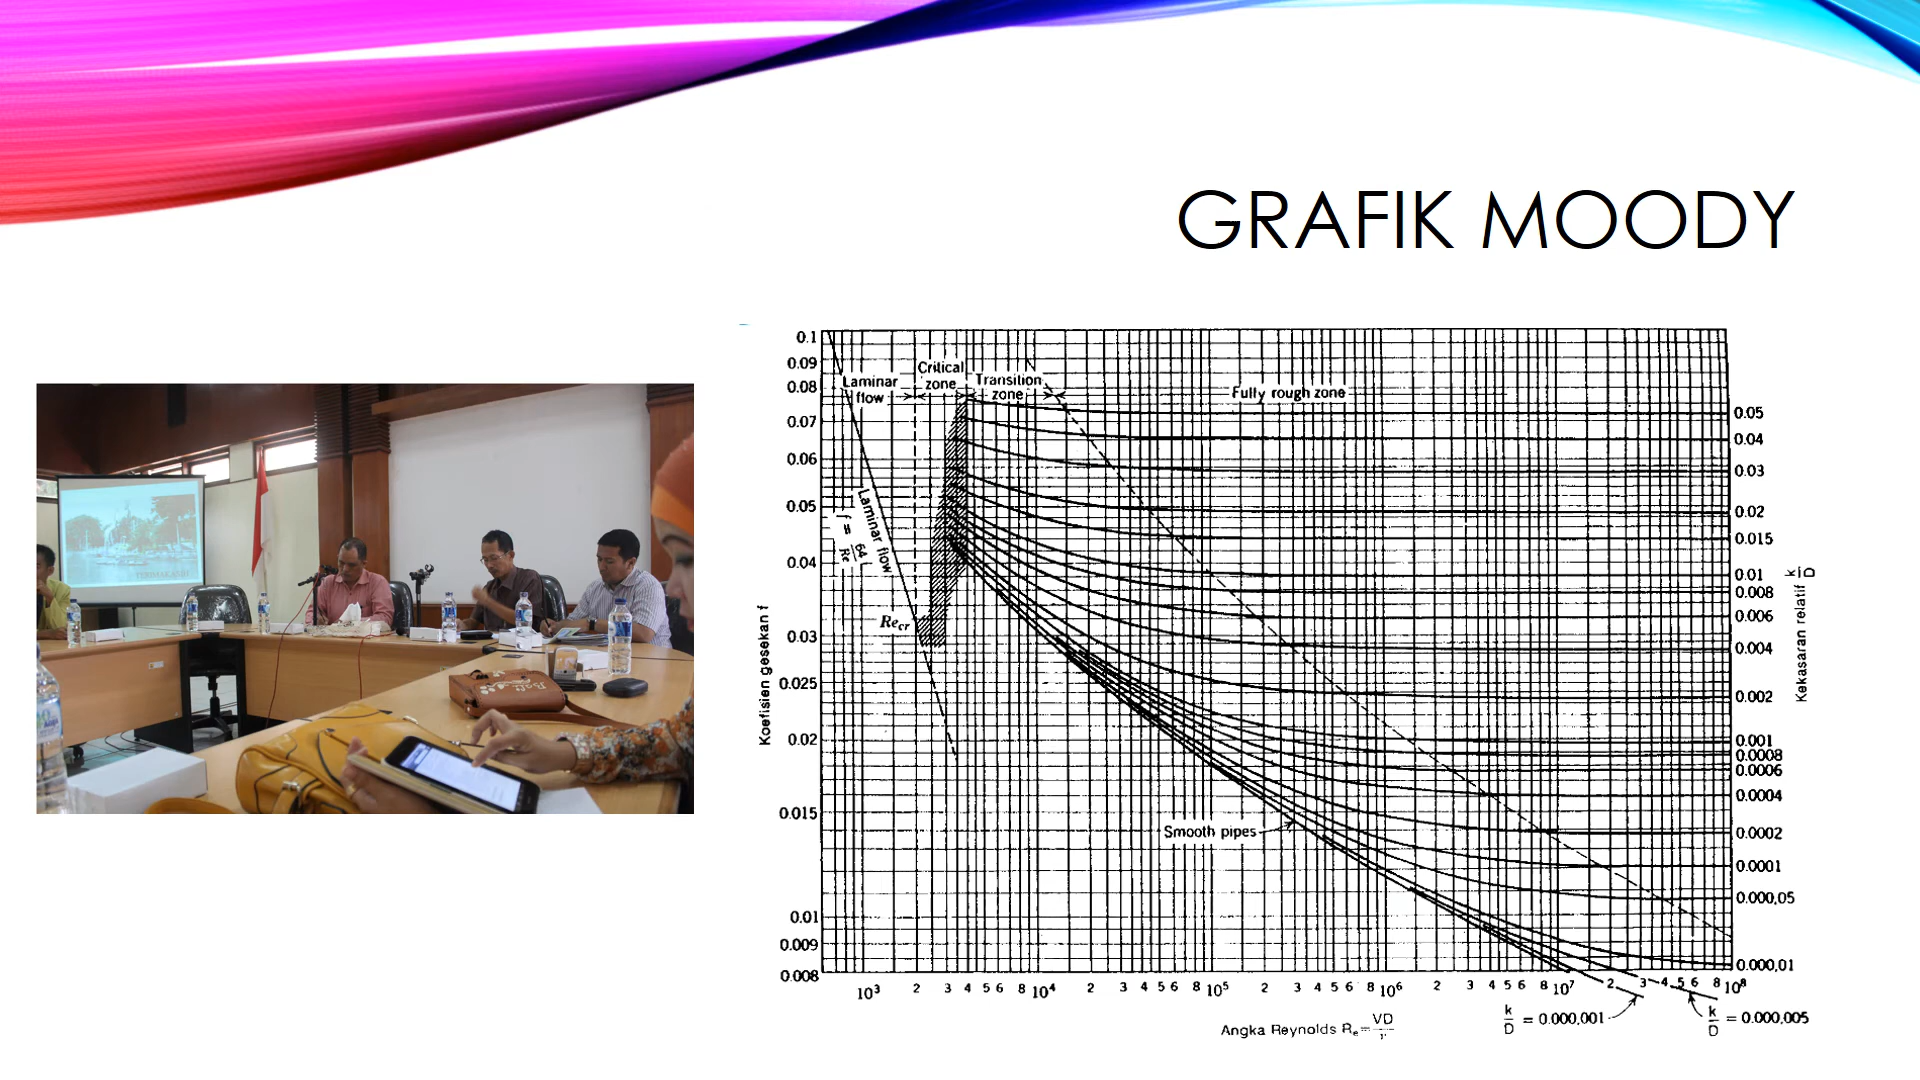 GRAFIK MOODY
0.1
0.09
0.08
0.07
0.06
0.05
0.04
0.03
0.025
0.02
0.015
0.01
0.009
0.008
Koefisien gesekan f
Laminar
flow
Critical
zone
Transition
zone
Fully rough zone
Laminar flow
f = 64/Re
Recr
Smooth pipes
0.05
0.04
0.03
0.02
0.015
0.01
0.008
0.006
0.004
0.002
0.001
0.0008
0.0006
0.0004
0.0002
0.0001
0.000,05
0.000,01
Kekasaran relatif k/D
10³ 2 3 4 5 6 8 10⁴ 2 3 4 5 6 8 10⁵ 2 3 4 5 6 8 10⁶ 2 3 4 5 6 8 10⁷ 2 3 4 5 6 8 10⁸
k/D = 0.000,001
k/D = 0.000,005
Angka Reynolds Re = VD/ν